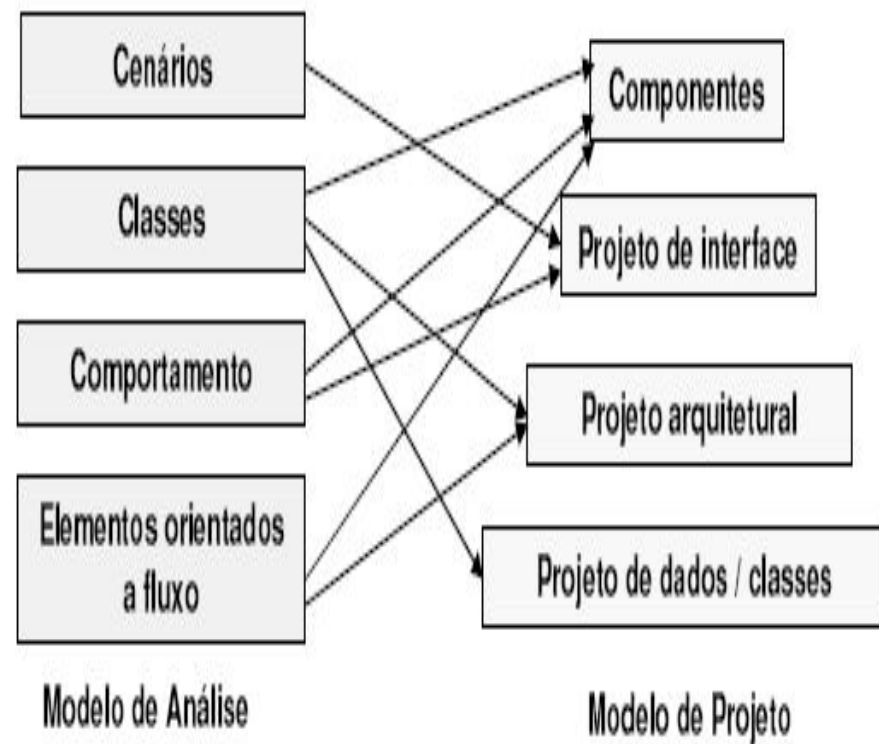 Cenários
Classes
Comportamento
Elementos orientados
a fluxo
Modelo de Análise
Componentes
Projeto de interface
Projeto arquitetural
Projeto de dados / classes
Modelo de Projeto